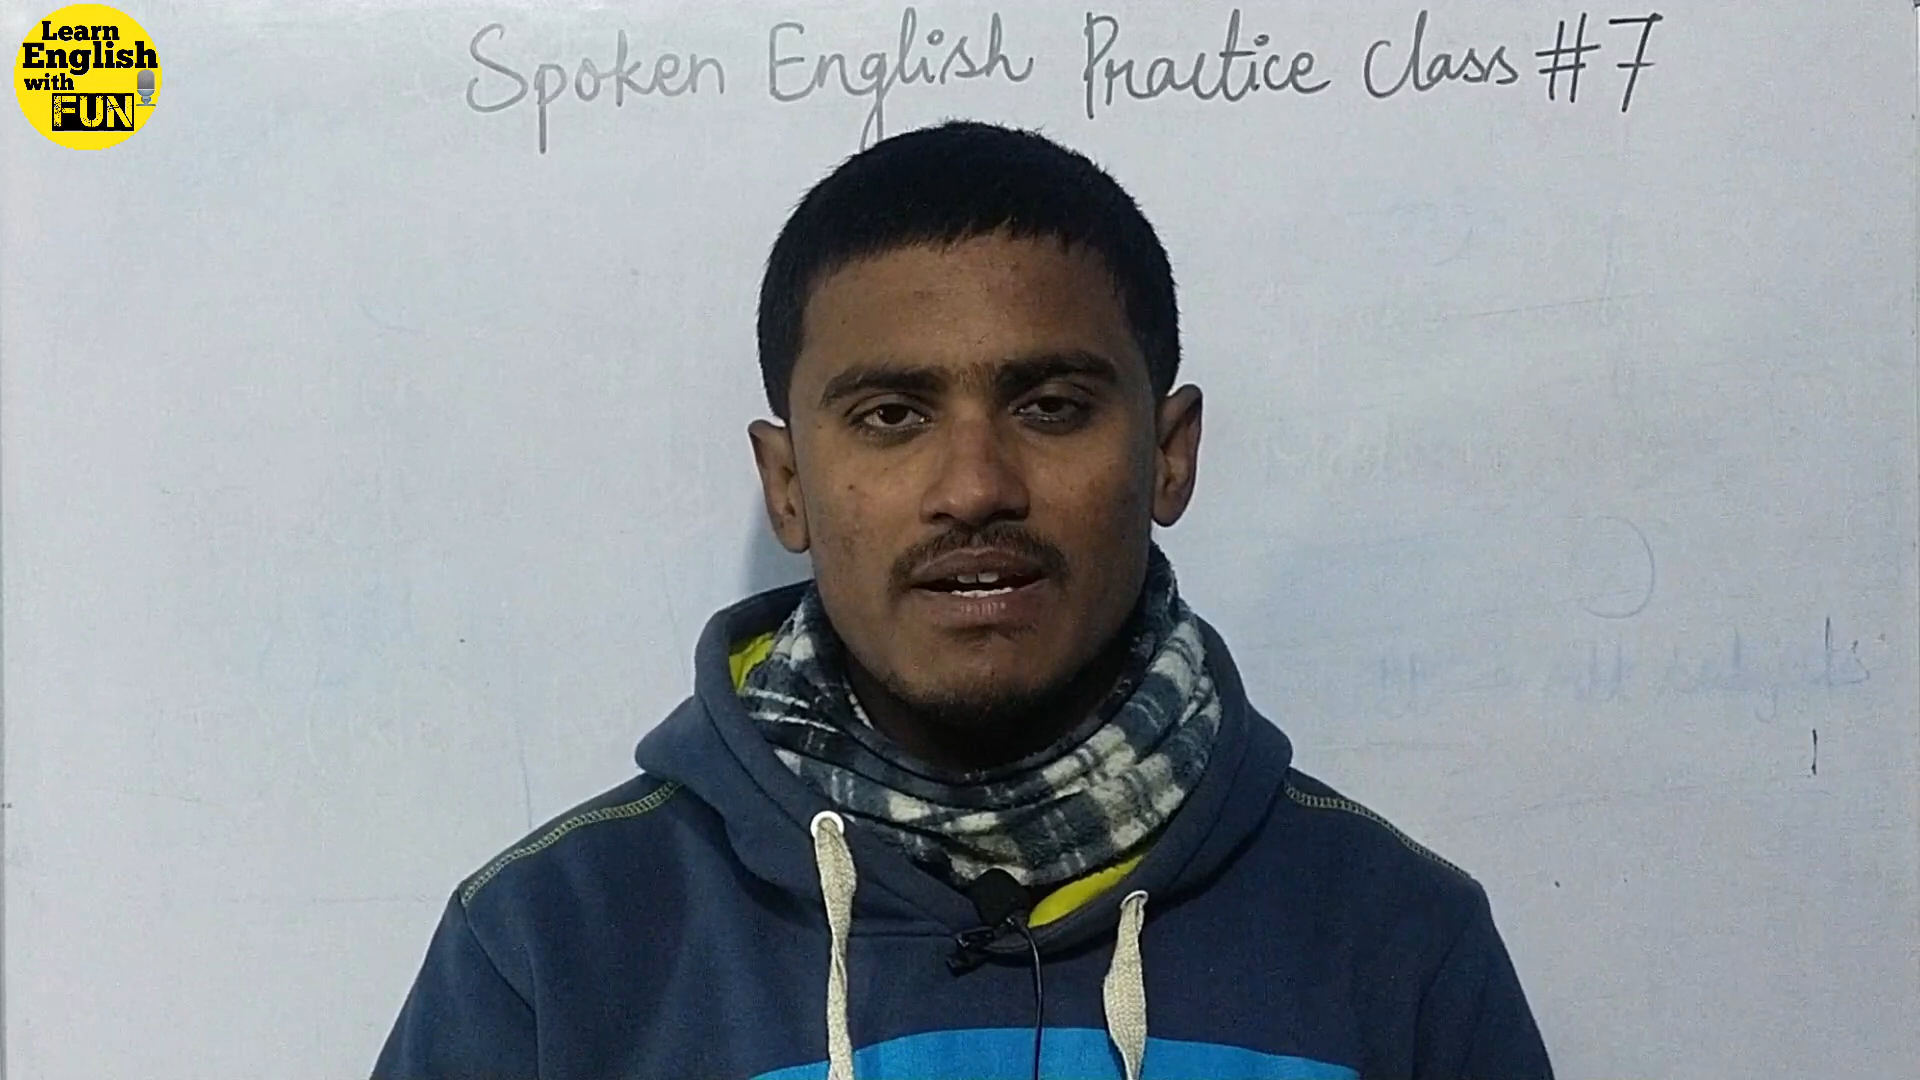 Learn
English
with
FUN
Spoken English Practice Class #7